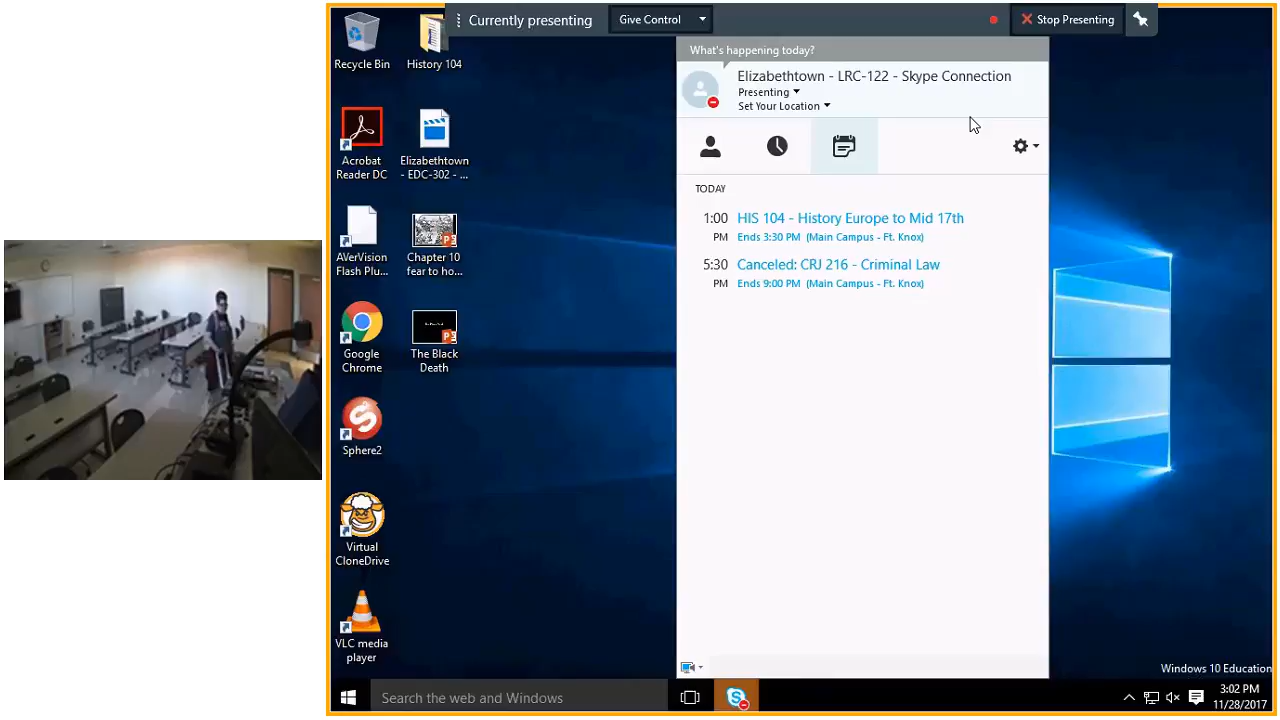 Currently presenting
Give Control
Stop Presenting
Recycle Bin
History 104
Acrobat
Reader DC
Elizabethtown
- EDC-302 - ...
AVerVision
Flash Plu...
Chapter 10
fear to ho...
Google
Chrome
The Black
Death
Sphere2
Virtual
CloneDrive
VLC media
player
What's happening today?
Elizabethtown - LRC-122 - Skype Connection
Presenting
Set Your Location
TODAY
1:00 PM
HIS 104 - History Europe to Mid 17th
Ends 3:30 PM (Main Campus - Ft. Knox)
5:30 PM
Canceled: CRJ 216 - Criminal Law
Ends 9:00 PM (Main Campus - Ft. Knox)
Windows 10 Education
Search the web and Windows
3:02 PM
11/28/2017